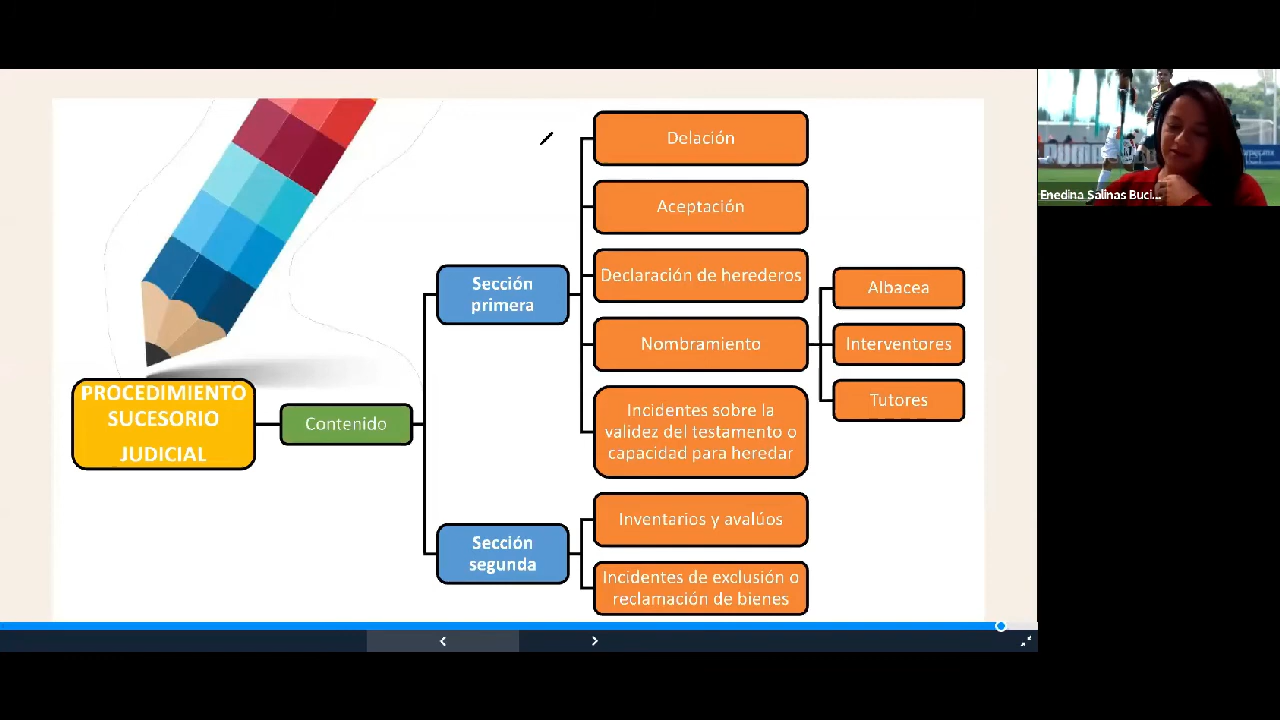 PROCEDIMIENTO
SUCESORIO
JUDICIAL
Contenido
Sección
primera
Delación
Aceptación
Declaración de herederos
Nombramiento
Albacea
Interventores
Tutores
Incidentes sobre la
validez del testamento o
capacidad para heredar
Sección
segunda
Inventarios y avalúos
Incidentes de exclusión o
reclamación de bienes
Enedina Salinas Buci...